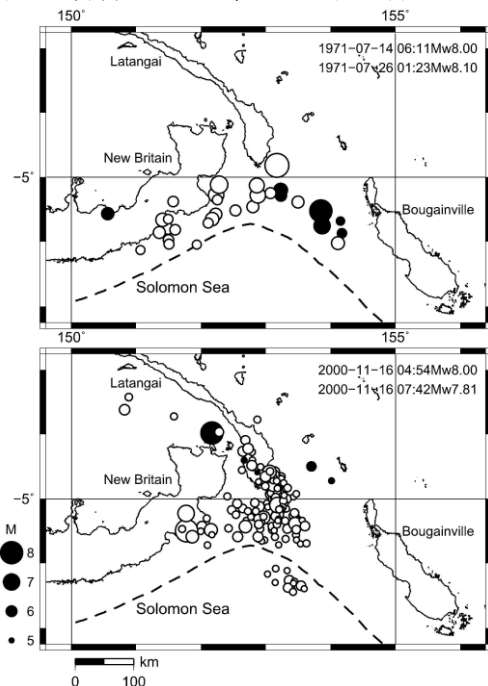 150° 155°
1971-07-14 06:11Mw8.00
Latangai
1971-07-26 01:23Mw8.10
New Britain
-5°
Bougainville
Solomon Sea
150° 155°
2000-11-16 04:54Mw8.00
Latangai
2000-11-16 07:42Mw7.81
New Britain
-5°
M
Bougainville
8
7
Solomon Sea
6
5
km
0 100